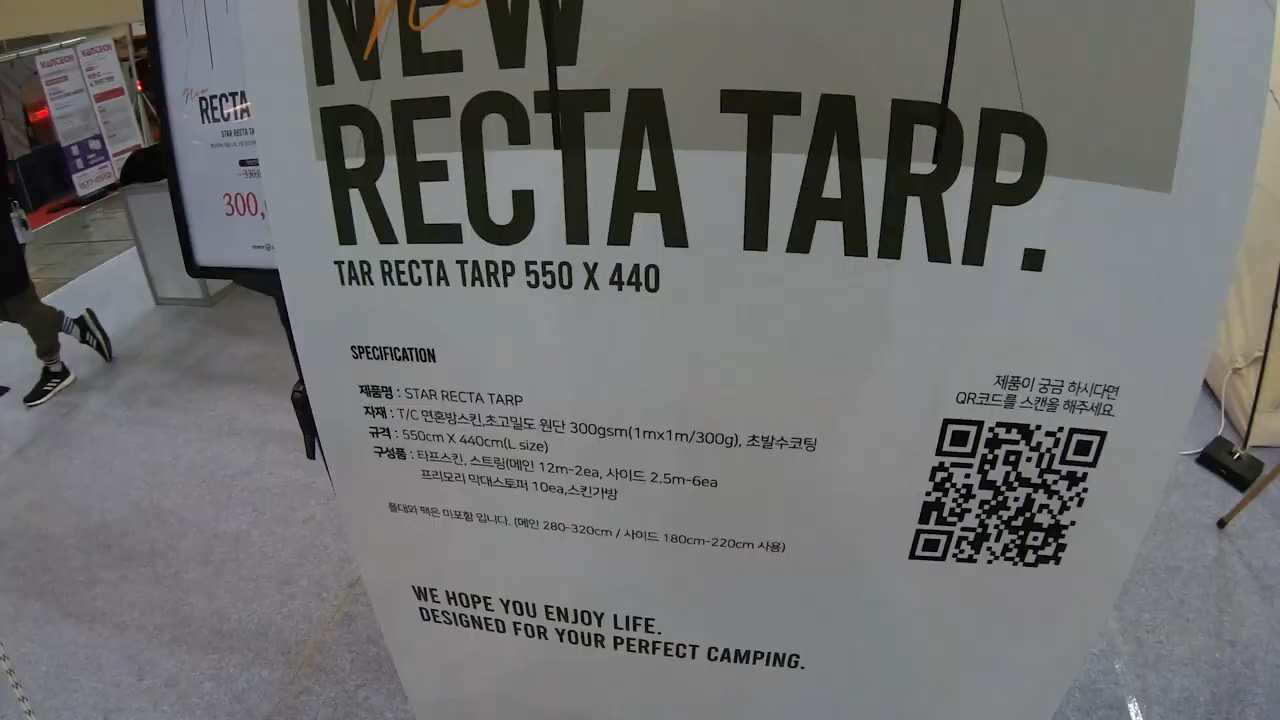 NEW
New
RECTA TARP.
TAR RECTA TARP 550 X 440
SPECIFICATION
제품명 : STAR RECTA TARP
자재 : T/C 면혼방스킨,초고밀도 원단 300gsm(1mx1m/300g), 초발수코팅
규격 : 550cm X 440cm(L size)
구성품 : 타프스킨, 스트링(메인 12m-2ea, 사이드 2.5m-6ea
프리모리 막대스토퍼 10ea,스킨가방
폴대와 팩은 미포함 입니다. (메인 280-320cm / 사이드 180cm-220cm 사용)
제품이 궁금 하시다면
QR코드를 스캔을 해주세요.
WE HOPE YOU ENJOY LIFE.
DESIGNED FOR YOUR PERFECT CAMPING.
New
RECTA
STAR RECTA TA
330,
300,